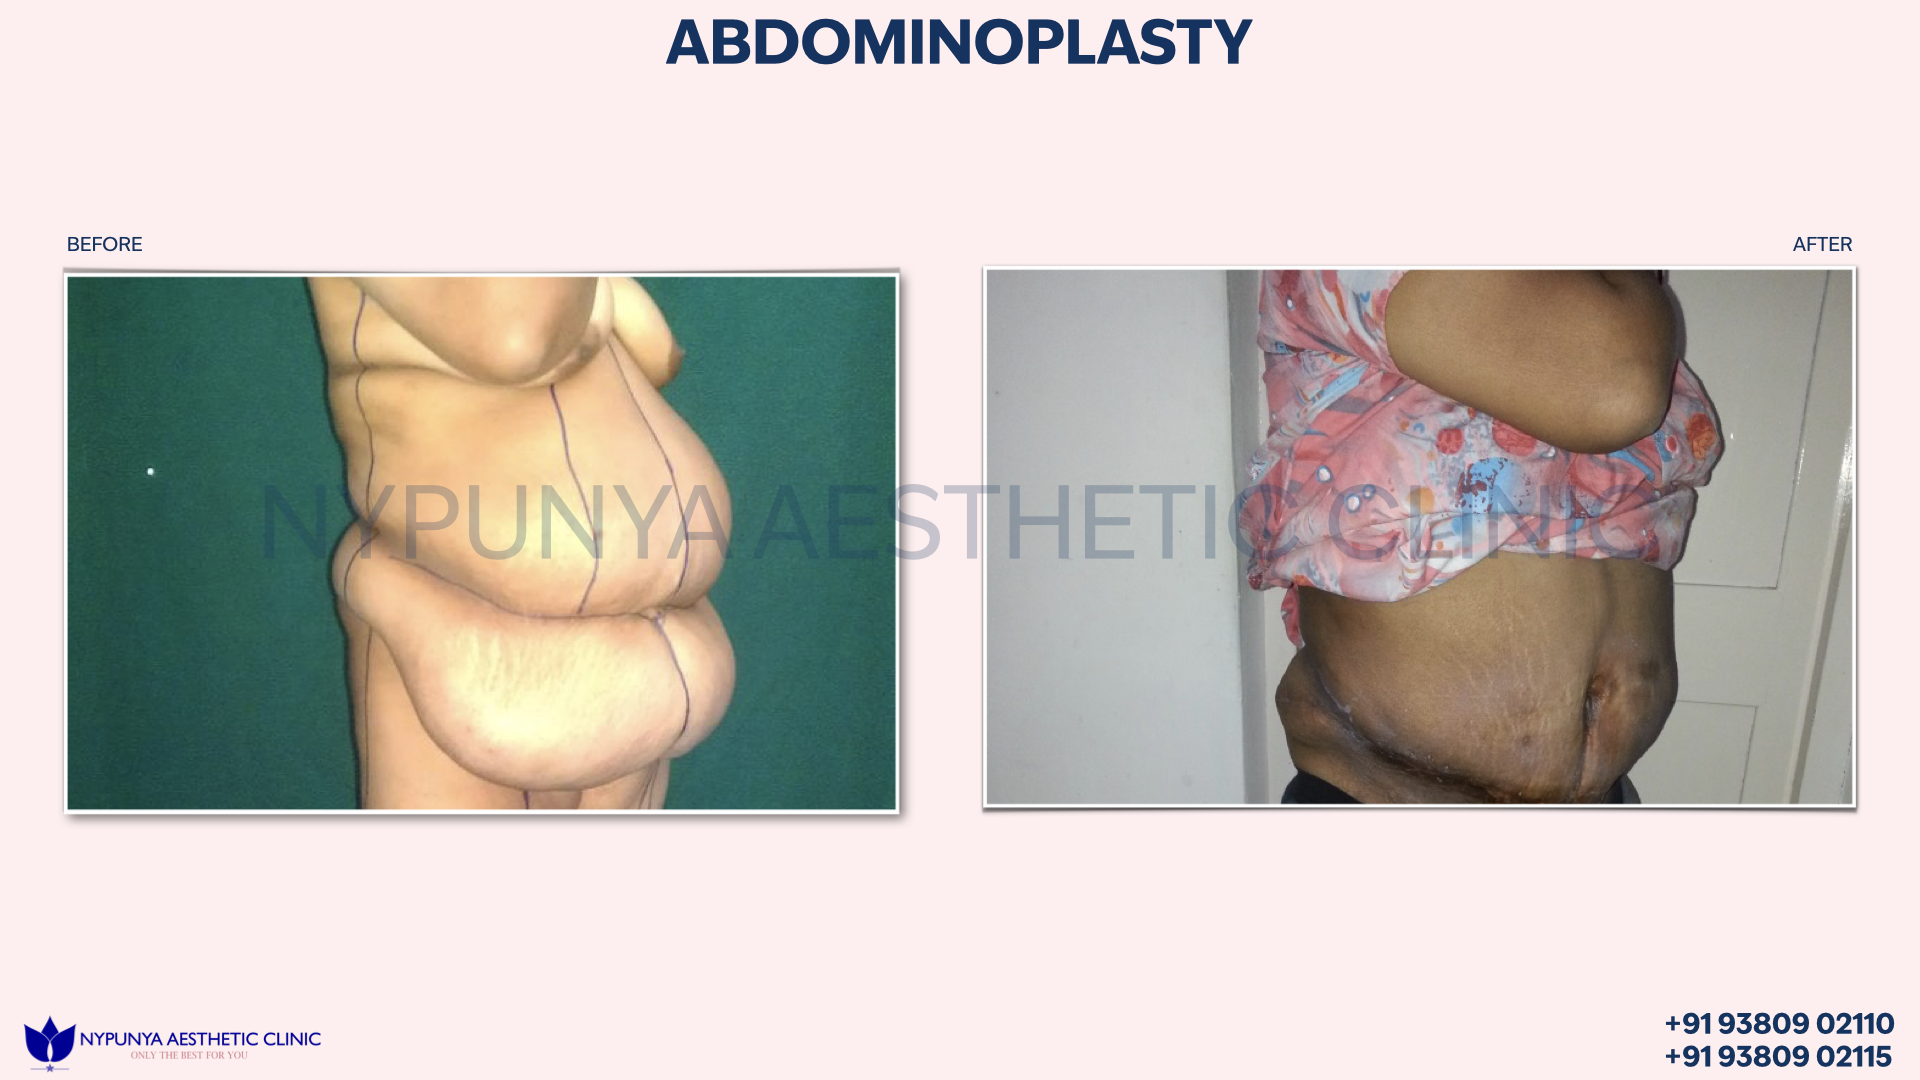 ABDOMINOPLASTY
BEFORE
AFTER
NYPUNYA AESTHETIC CLINIC
NYPUNYA AESTHETIC CLINIC
ONLY THE BEST FOR YOU
+91 93809 02110
+91 93809 02115